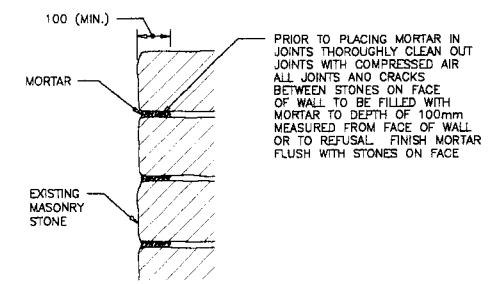 100 (MIN.)
PRIOR TO PLACING MORTAR IN
JOINTS THOROUGHLY CLEAN OUT
JOINTS WITH COMPRESSED AIR
ALL JOINTS AND CRACKS
BETWEEN STONES ON FACE
OF WALL TO BE FILLED WITH
MORTAR TO DEPTH OF 100mm
MEASURED FROM FACE OF WALL
OR TO REFUSAL FINISH MORTAR
FLUSH WITH STONES ON FACE
MORTAR
EXISTING
MASONRY
STONE